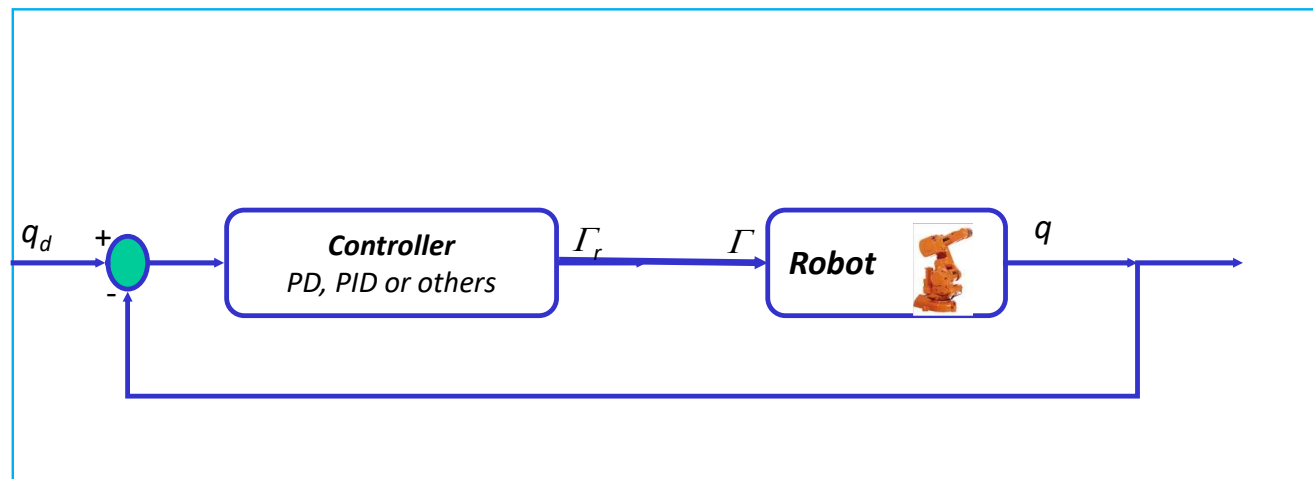 q_d
+
-
Controller
PD, PID or others
Γ_r
Γ
Robot
q